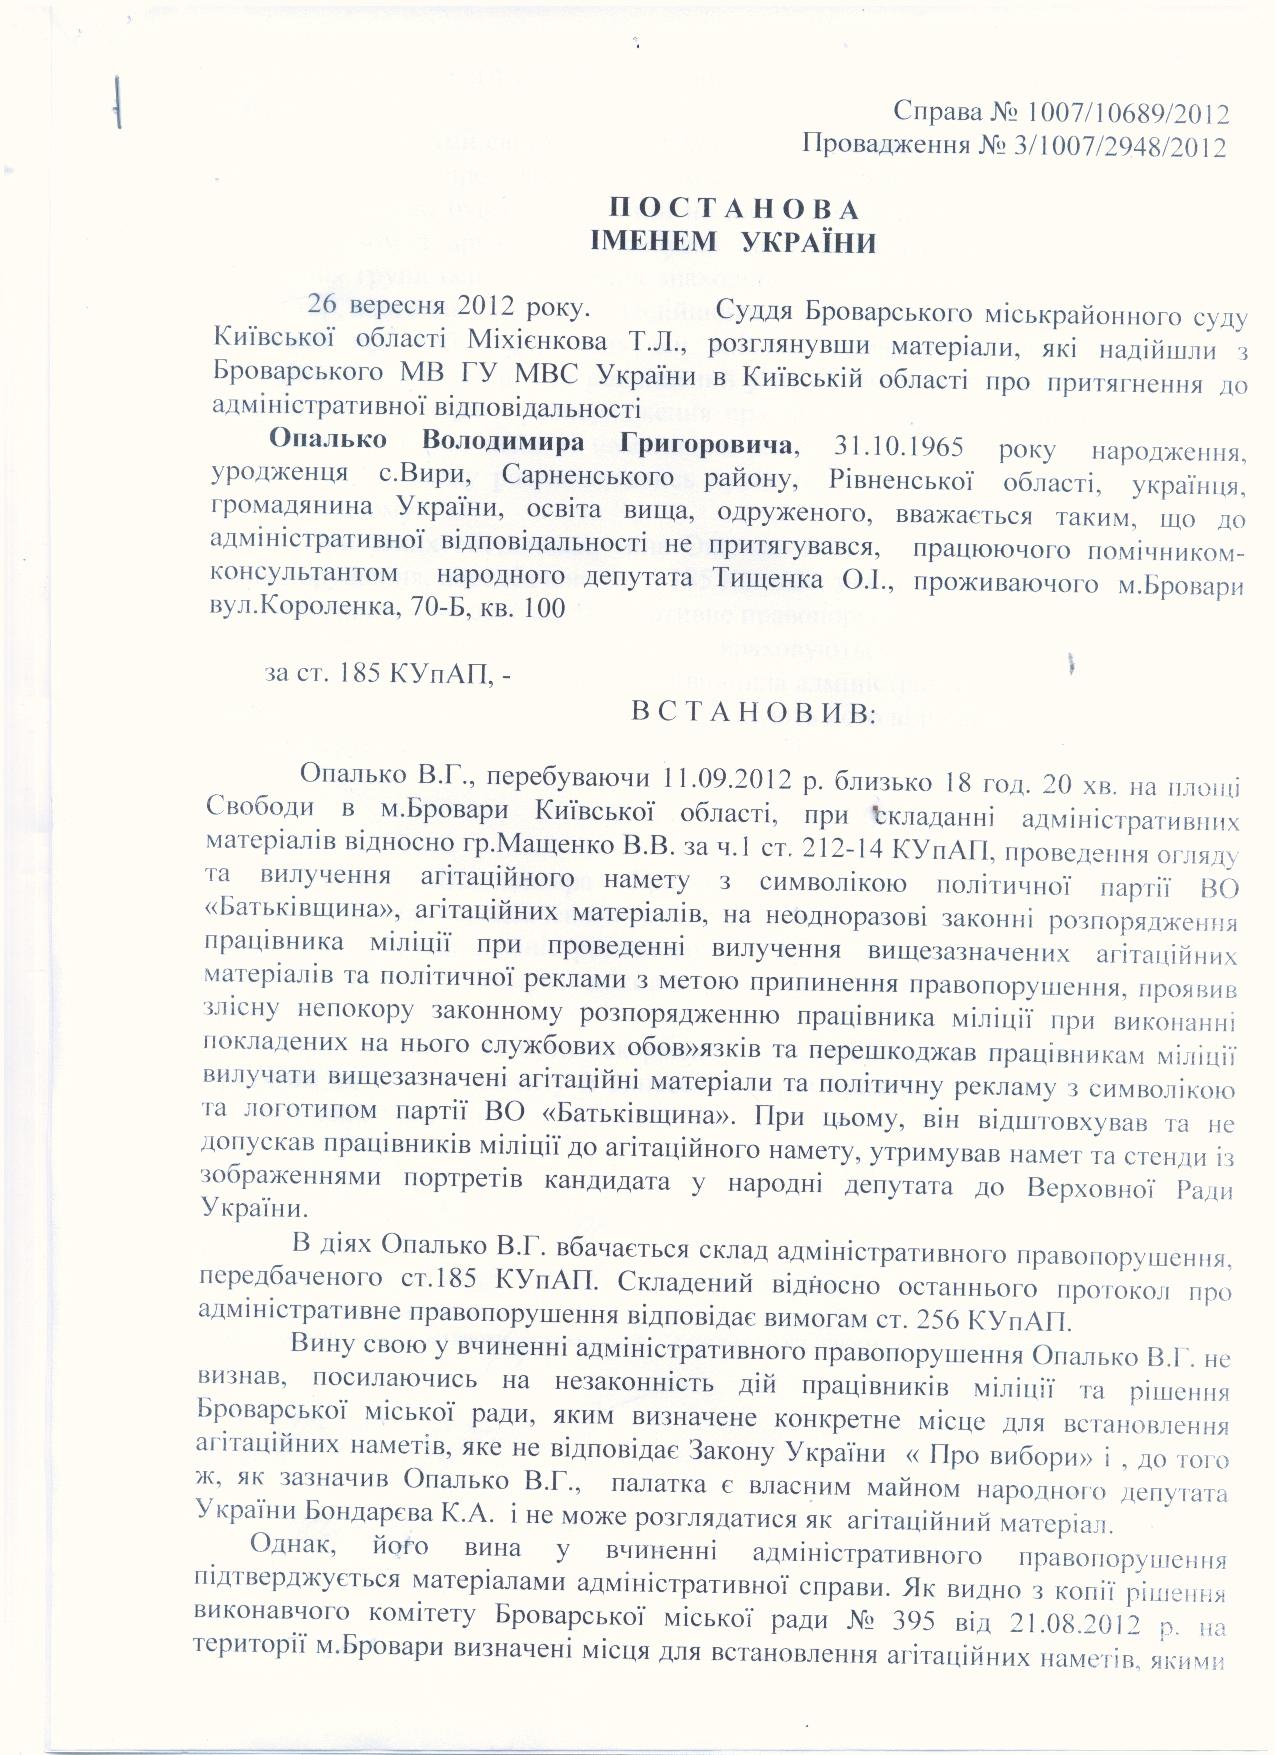 Справа № 1007/10689/2012
Провадження № 3/1007/2948/2012
П О С Т А Н О В А
ІМЕНЕМ УКРАЇНИ
26 вересня 2012 року. Суддя Броварського міськрайонного суду
Київської області Міхієнкова Т.Л., розглянувши матеріали, які надійшли з
Броварського МВ ГУ МВС України в Київській області про притягнення до
адміністративної відповідальності
Опалько Володимира Григоровича, 31.10.1965 року народження,
уродженця с.Вири, Сарненського району, Рівненської області, українця,
громадянина України, освіта вища, одруженого, вважається таким, що до
адміністративної відповідальності не притягувався, працюючого помічником-
консультантом народного депутата Тищенка О.І., проживаючого м.Бровари
вул.Короленка, 70-Б, кв. 100
за ст. 185 КУпАП, -
В С Т А Н О В И В:
Опалько В.Г., перебуваючи 11.09.2012 р. близько 18 год. 20 хв. на площі
Свободи в м.Бровари Київської області, при складанні адміністративних
матеріалів відносно гр.Мащенко В.В. за ч.1 ст. 212-14 КУпАП, проведення огляду
та вилучення агітаційного намету з символікою політичної партії ВО
«Батьківщина», агітаційних матеріалів, на неодноразові законні розпорядження
працівника міліції при проведенні вилучення вищезазначених агітаційних
матеріалів та політичної реклами з метою припинення правопорушення, проявив
злісну непокору законному розпорядженню працівника міліції при виконанні
покладених на нього службових обов»язків та перешкоджав працівникам міліції
вилучати вищезазначені агітаційні матеріали та політичну рекламу з символікою
та логотипом партії ВО «Батьківщина». При цьому, він відштовхував та не
допускав працівників міліції до агітаційного намету, утримував намет та стенди із
зображеннями портретів кандидата у народні депутата до Верховної Ради
України.
В діях Опалько В.Г. вбачається склад адміністративного правопорушення,
передбаченого ст.185 КУпАП. Складений відносно останнього протокол про
адміністративне правопорушення відповідає вимогам ст. 256 КУпАП.
Вину свою у вчиненні адміністративного правопорушення Опалько В.Г. не
визнав, посилаючись на незаконність дій працівників міліції та рішення
Броварської міської ради, яким визначене конкретне місце для встановлення
агітаційних наметів, яке не відповідає Закону України « Про вибори» і , до того
ж, як зазначив Опалько В.Г., палатка є власним майном народного депутата
України Бондарєва К.А. і не може розглядатися як агітаційний матеріал.
Однак, його вина у вчиненні адміністративного правопорушення
підтверджується матеріалами адміністративної справи. Як видно з копії рішення
виконавчого комітету Броварської міської ради № 395 від 21.08.2012 р. на
території м.Бровари визначені місця для встановлення агітаційних наметів, якими